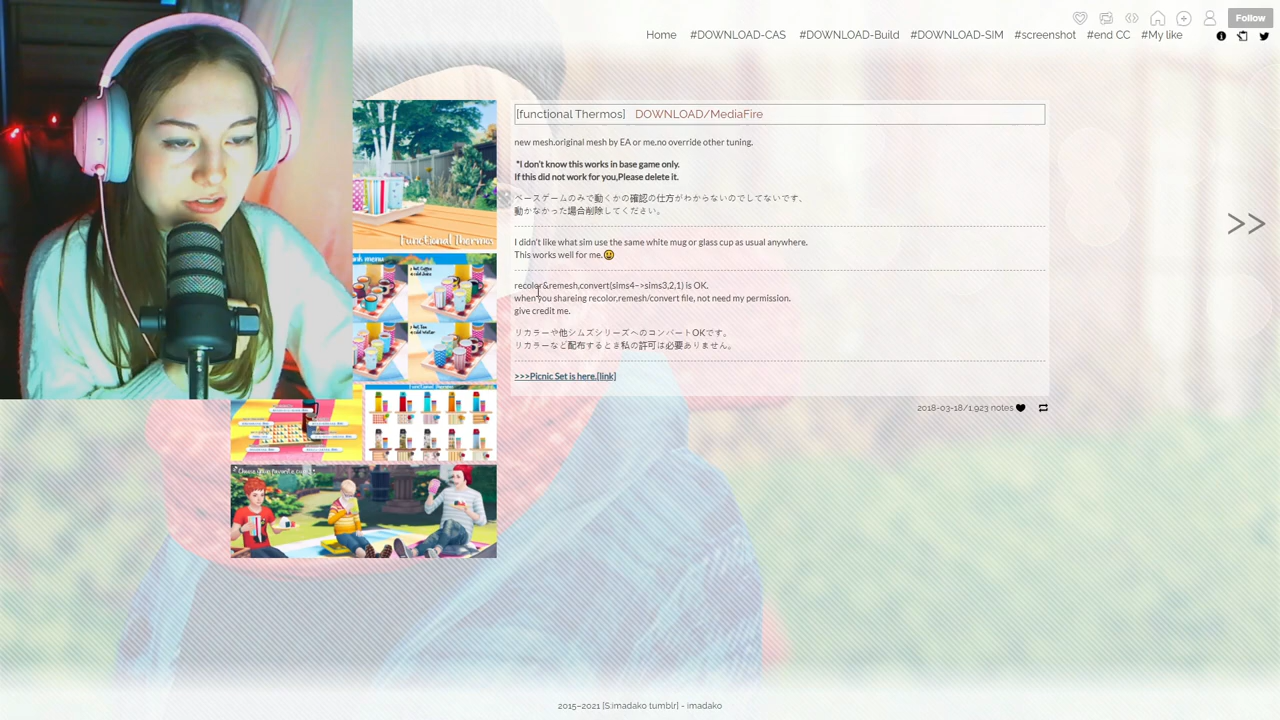 Follow
Home #DOWNLOAD-CAS #DOWNLOAD-Build #DOWNLOAD-SIM #screenshot #end CC #My like
[functional Thermos] DOWNLOAD/MediaFire
new mesh.original mesh by EA or me.no override other tuning.
*I don't know this works in base game only.
If this did not work for you,Please delete it.
ベースゲームのみで動くかの確認の仕方がわからないのでしてないです、
動かなかった場合削除してください。
I didn't like what sim use the same white mug or glass cup as usual anywhere.
This works well for me.
recolor&remesh,convert(sims4->sims3,2,1) is OK.
when you shareing recolor,remesh/convert file, not need my permission.
give credit me.
リカラーや他シムズシリーズへのコンバートOKです。
リカラーなど配布するとき私の許可は必要ありません。
>>>Picnic Set is here.[link]
2018-03-18/1,923 notes
>>
Functional Thermos
Functional Thermos
2015–2021 [S:imadako tumblr] - imadako